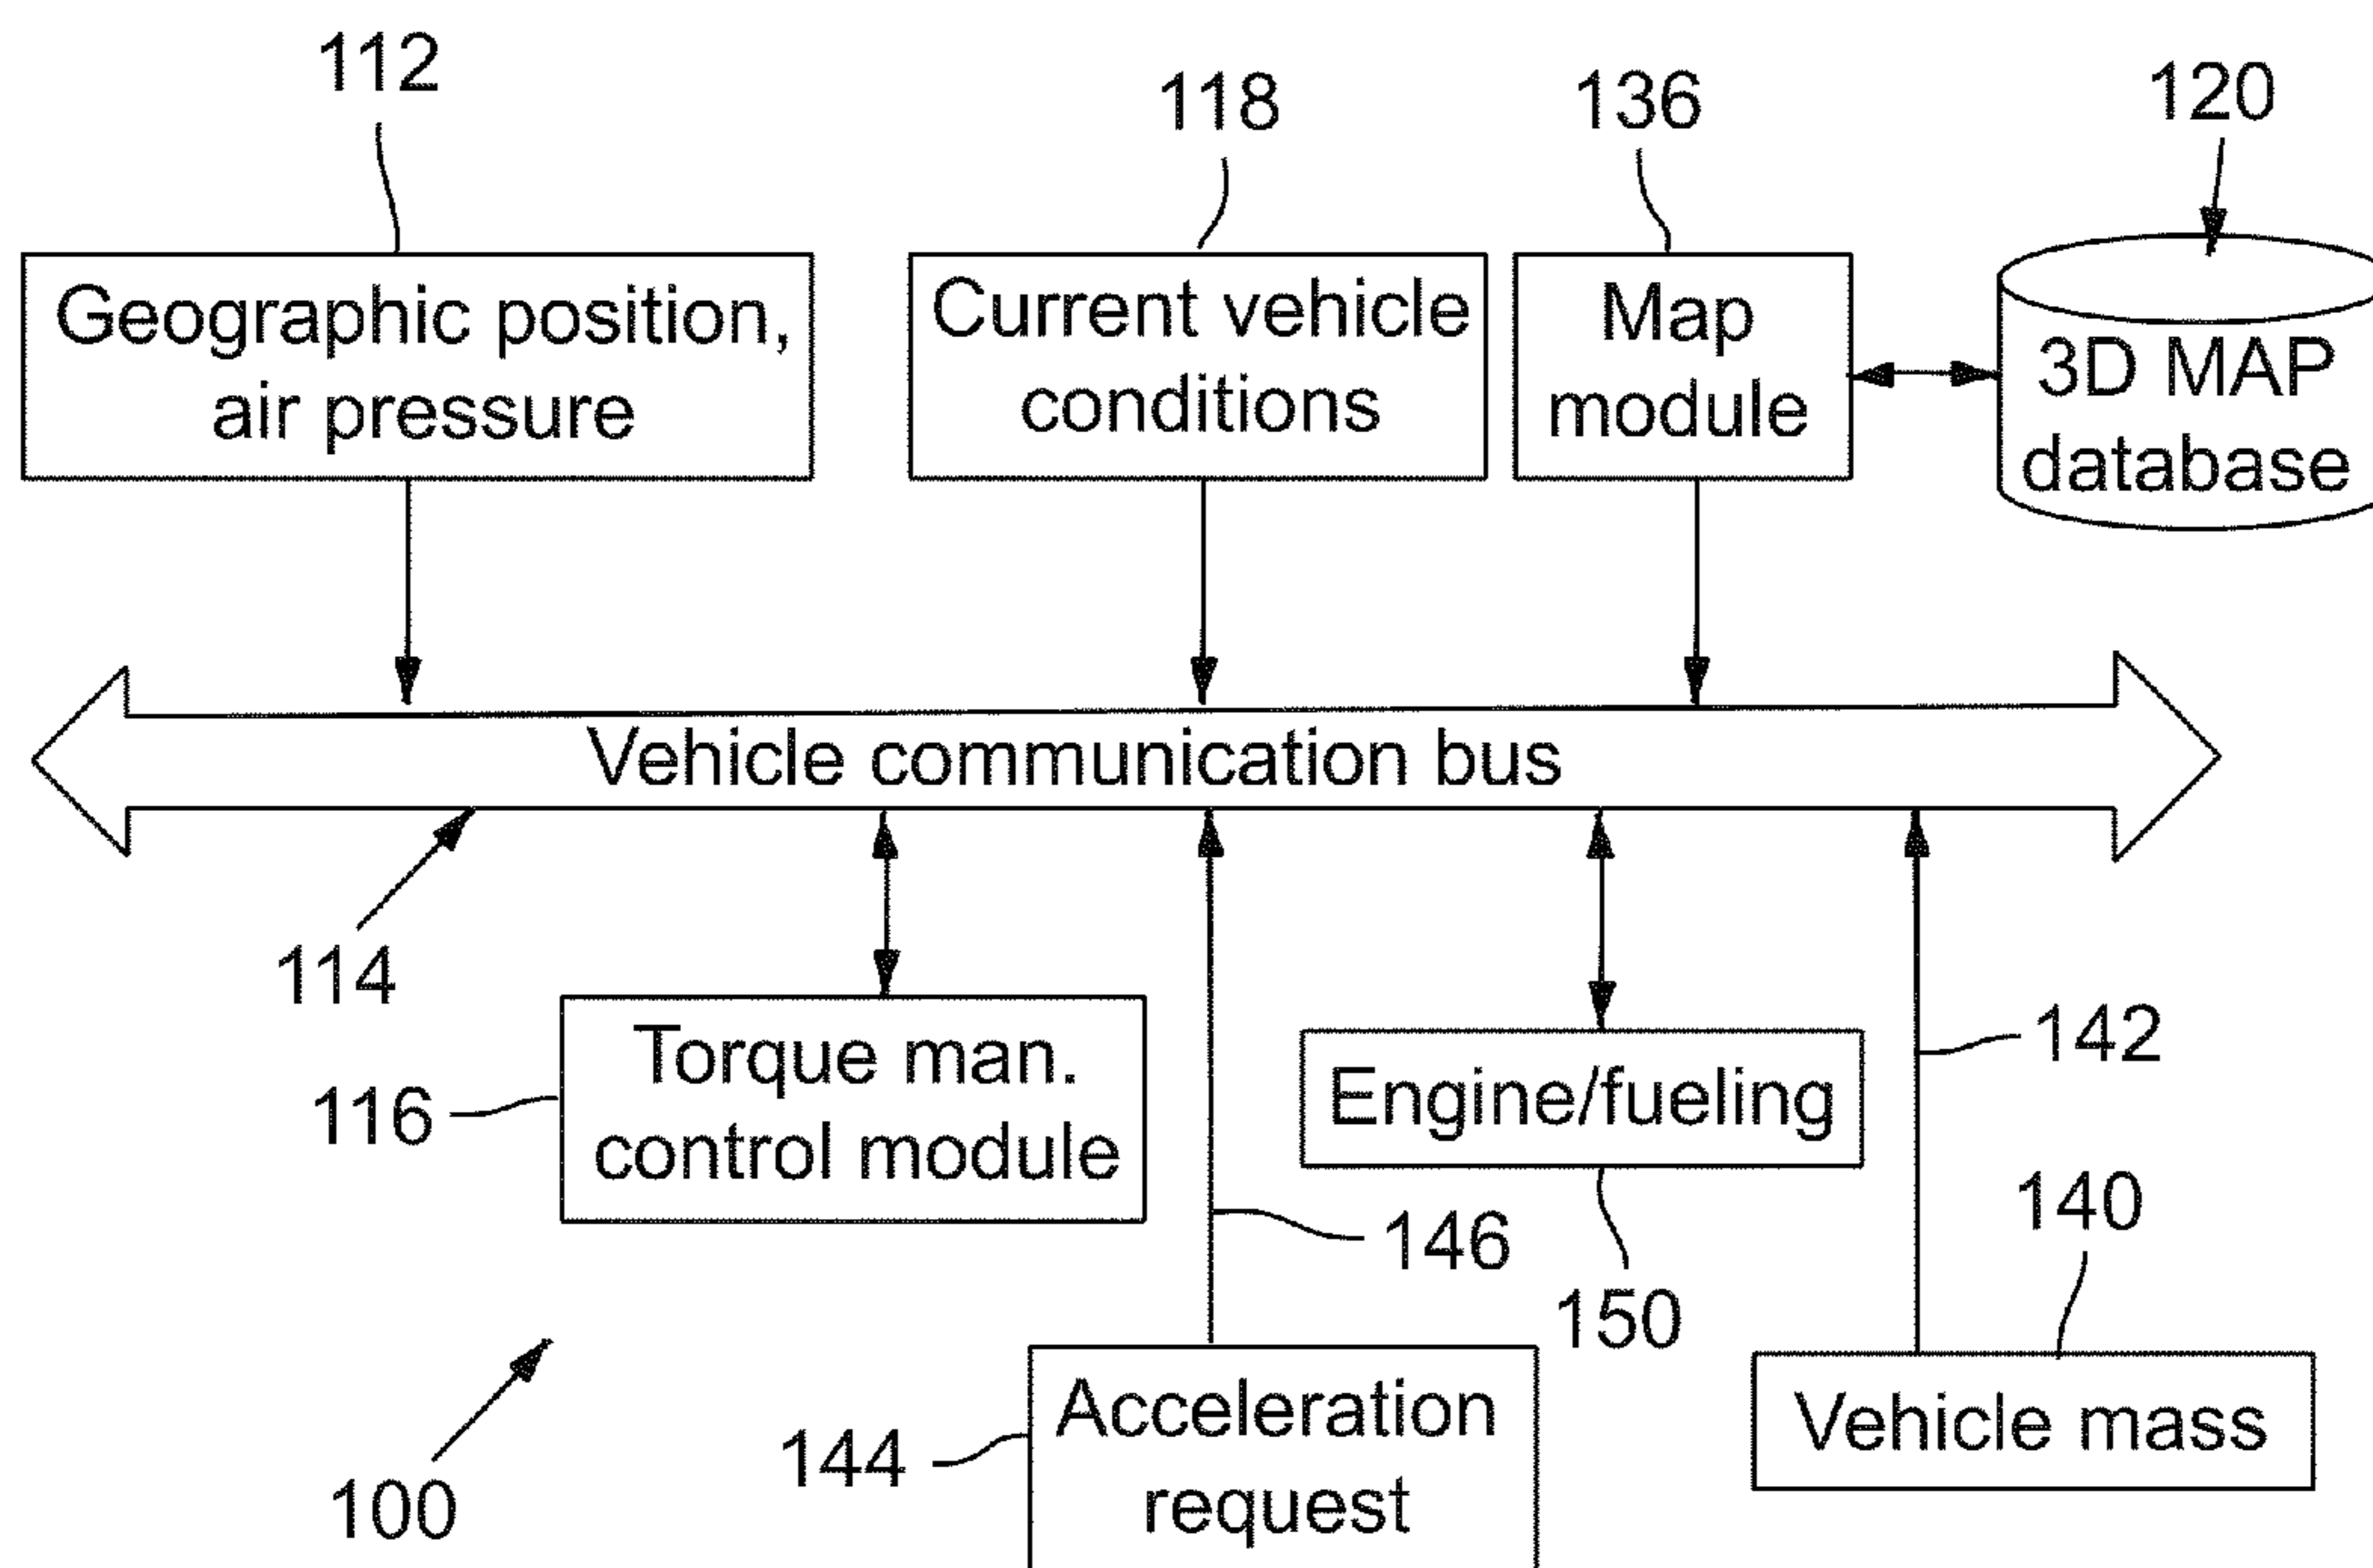 112
118
136
120
Geographic position,
air pressure
Current vehicle
conditions
Map
module
3D MAP
database
Vehicle communication bus
114
116
Torque man.
control module
Engine/fueling
142
140
146
150
144
Acceleration
request
Vehicle mass
100